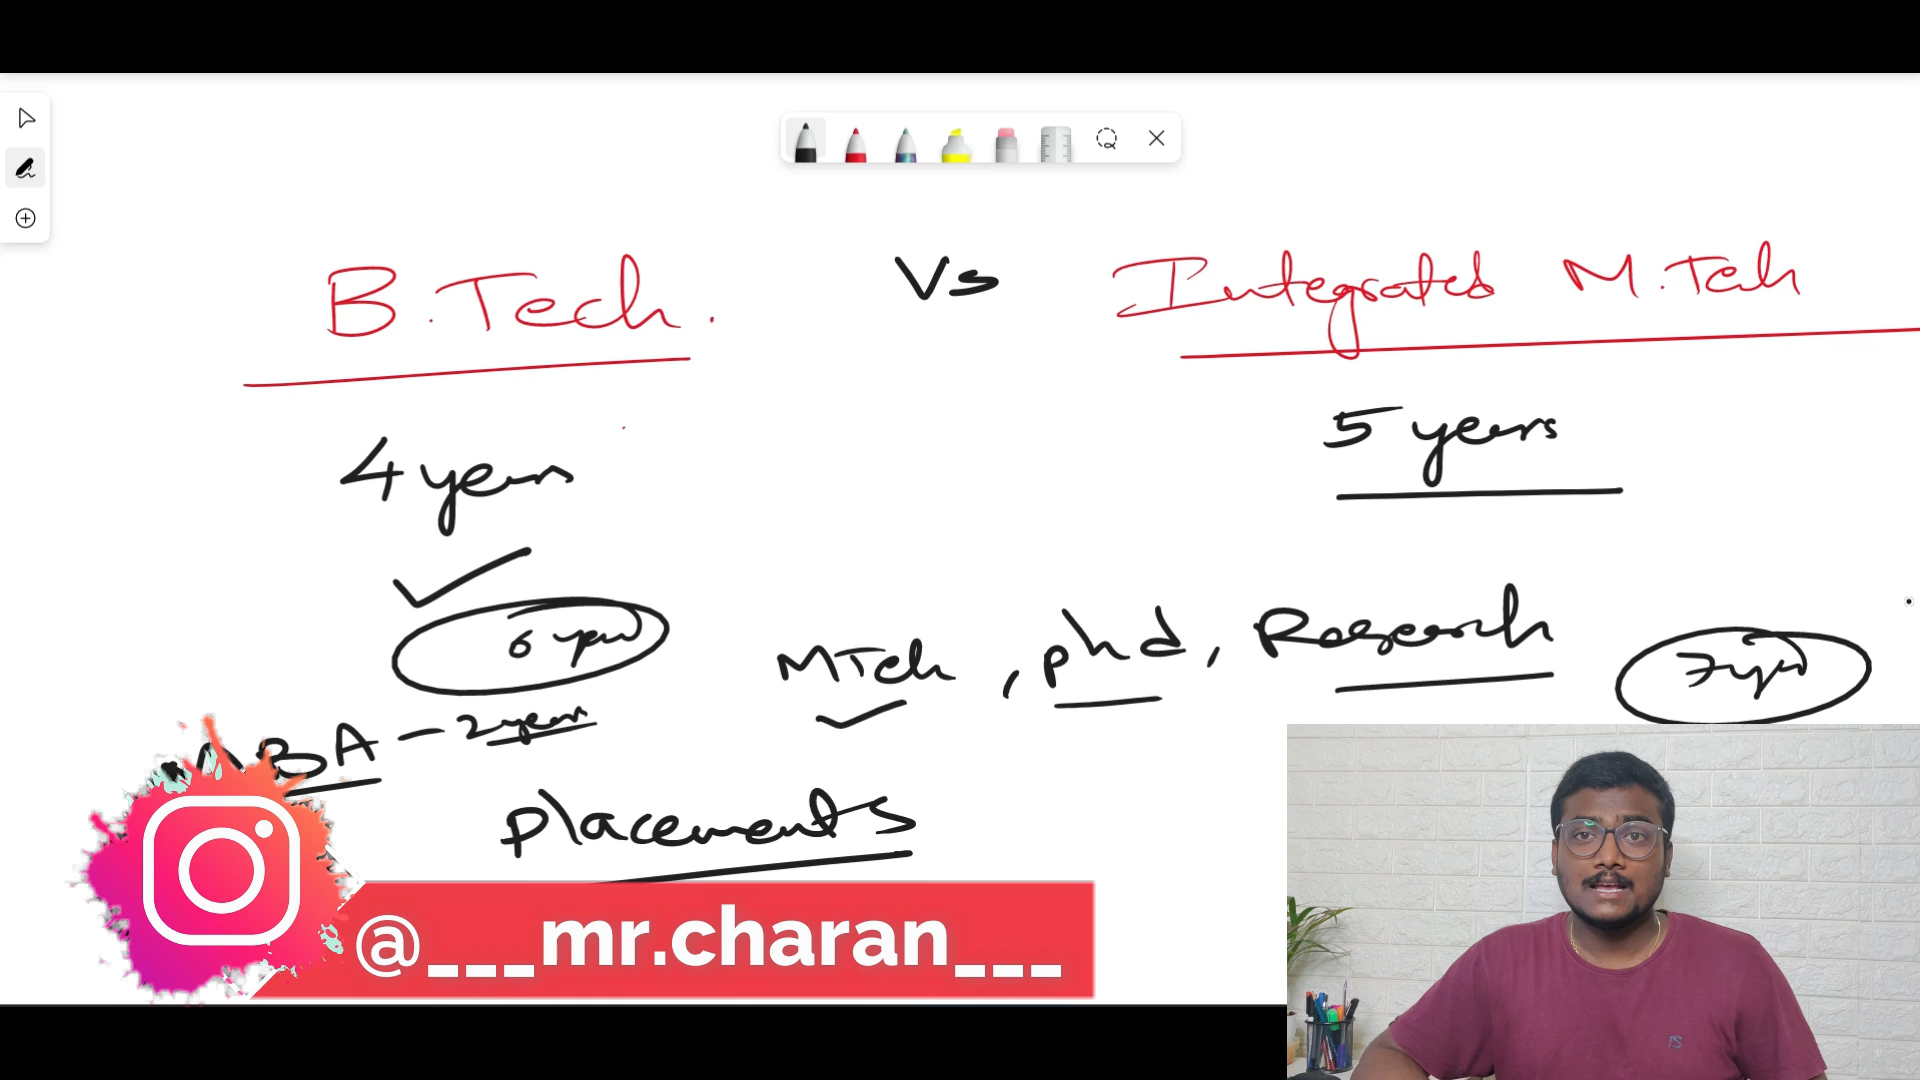 B.Tech. Vs Integrated M.Tech
4 years
5 years
6 years
MTech, phd, Research
7 years
MBA - 2 years
placements
@___mr.charan___